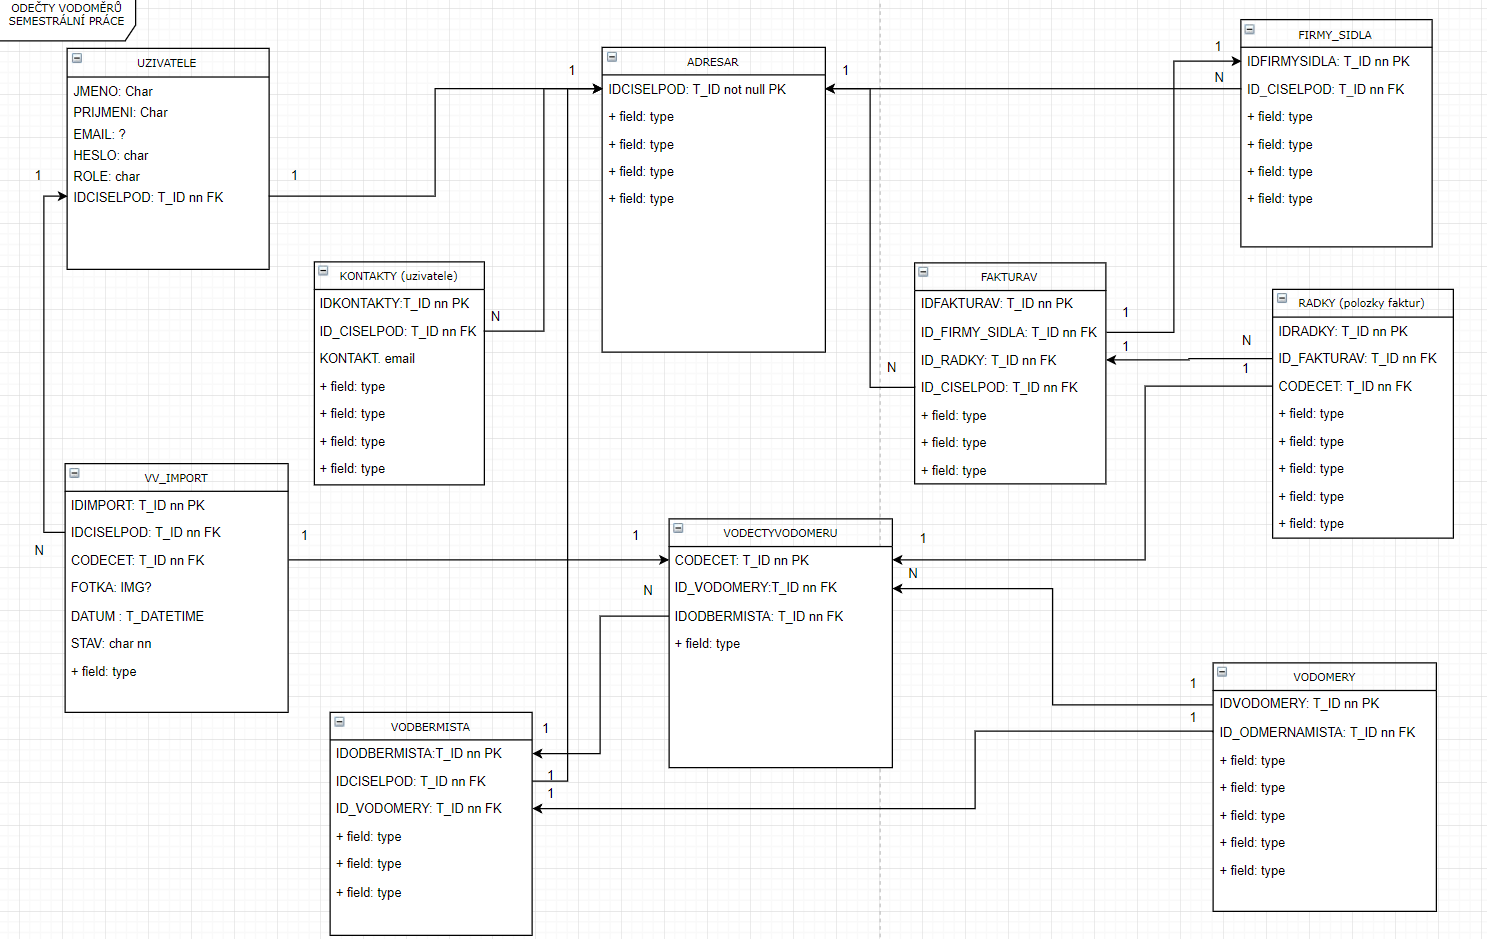 ODEČTY VODOMĚRŮ
SEMESTRÁLNÍ PRÁCE
UZIVATELE
JMENO: Char
PRIJMENI: Char
EMAIL: ?
HESLO: char
ROLE: char
IDCISELPOD: T_ID nn FK
1
1
1
ADRESAR
IDCISELPOD: T_ID not null PK
+ field: type
+ field: type
+ field: type
+ field: type
1
FIRMY_SIDLA
IDFIRMYSIDLA: T_ID nn PK
ID_CISELPOD: T_ID nn FK
+ field: type
+ field: type
+ field: type
+ field: type
1
N
KONTAKTY (uzivatele)
IDKONTAKTY:T_ID nn PK
ID_CISELPOD: T_ID nn FK
KONTAKT. email
+ field: type
+ field: type
+ field: type
+ field: type
N
FAKTURAV
IDFAKTURAV: T_ID nn PK
ID_FIRMY_SIDLA: T_ID nn FK
ID_RADKY: T_ID nn FK
ID_CISELPOD: T_ID nn FK
+ field: type
+ field: type
+ field: type
1
1
N
RADKY (polozky faktur)
IDRADKY: T_ID nn PK
ID_FAKTURAV: T_ID nn FK
CODECET: T_ID nn FK
+ field: type
+ field: type
+ field: type
+ field: type
+ field: type
N
1
VV_IMPORT
IDIMPORT: T_ID nn PK
IDCISELPOD: T_ID nn FK
CODECET: T_ID nn FK
FOTKA: IMG?
DATUM : T_DATETIME
STAV: char nn
+ field: type
N
1
VODECTYVODOMERU
CODECET: T_ID nn PK
ID_VODOMERY:T_ID nn FK
IDODBERMISTA: T_ID nn FK
+ field: type
1
N
1
N
VODBERMISTA
IDODBERMISTA:T_ID nn PK
IDCISELPOD: T_ID nn FK
ID_VODOMERY: T_ID nn FK
+ field: type
+ field: type
+ field: type
1
1
1
VODOMERY
IDVODOMERY: T_ID nn PK
ID_ODMERNAMISTA: T_ID nn FK
+ field: type
+ field: type
+ field: type
+ field: type
+ field: type
1
1